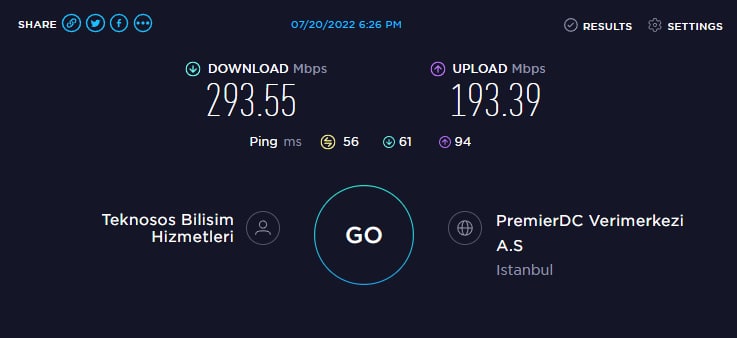 SHARE
07/20/2022 6:26 PM
RESULTS
SETTINGS
DOWNLOAD Mbps
293.55
UPLOAD Mbps
193.39
Ping ms 56 61 94
Teknosos Bilisim
Hizmetleri
GO
PremierDC Verimerkezi
A.S
Istanbul